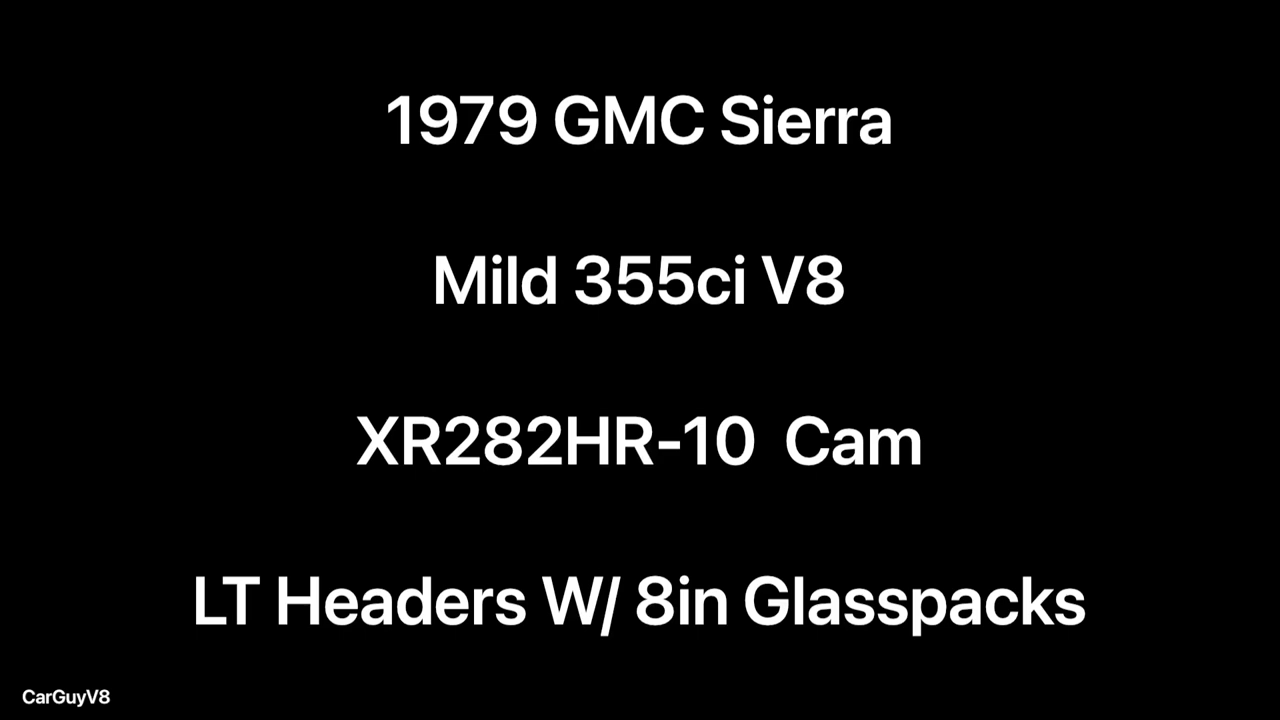 1979 GMC Sierra
Mild 355ci V8
XR282HR-10  Cam
LT Headers W/ 8in Glasspacks
CarGuyV8